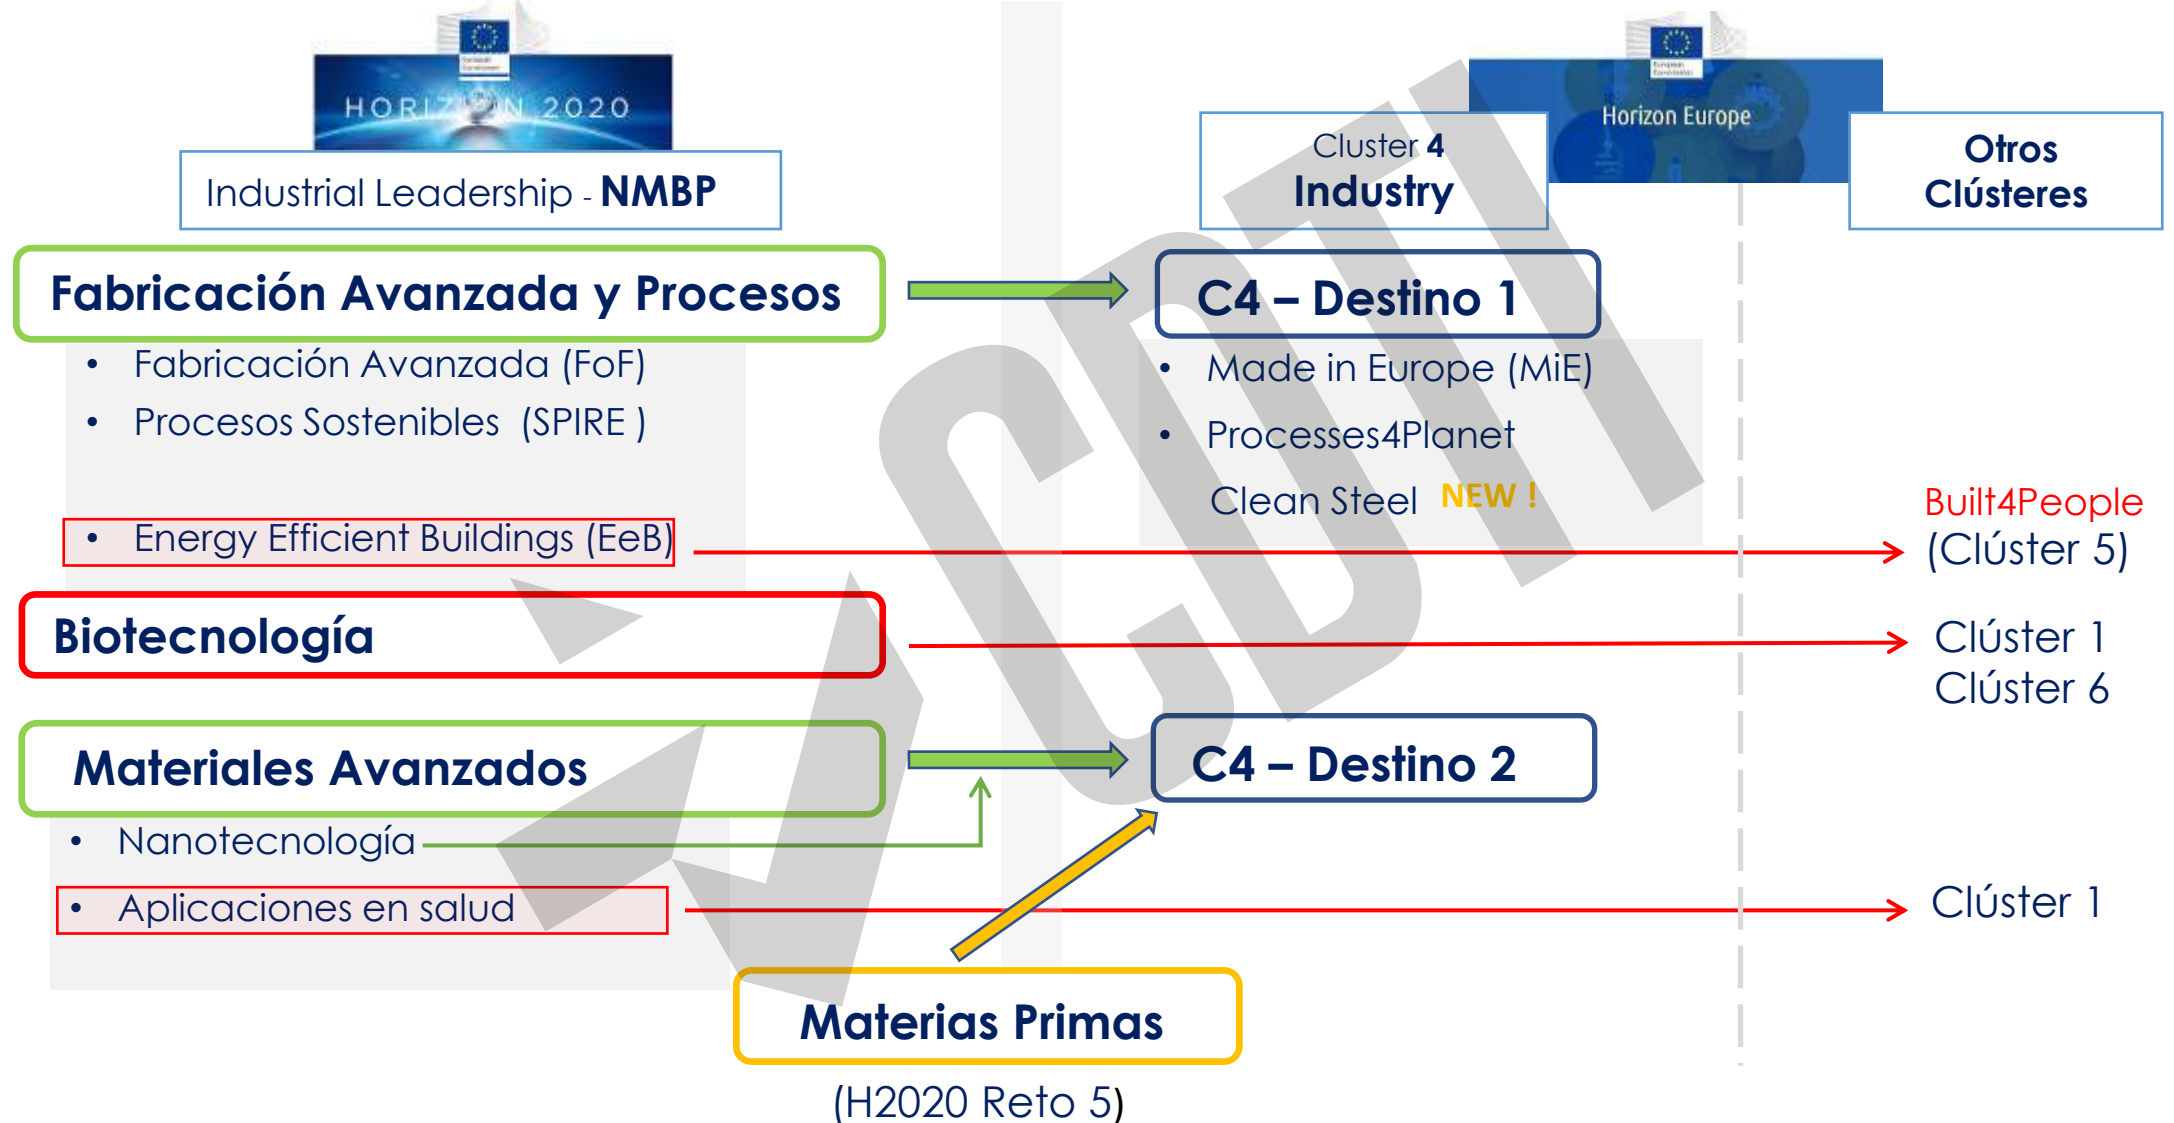 HORIZON 2020
Industrial Leadership - NMBP
Horizon Europe
Cluster 4
Industry
Otros
Clústeres
Fabricación Avanzada y Procesos
• Fabricación Avanzada (FoF)
• Procesos Sostenibles (SPIRE )
• Energy Efficient Buildings (EeB)
C4 – Destino 1
• Made in Europe (MiE)
• Processes4Planet
Clean Steel NEW !
Built4People
(Clúster 5)
Biotecnología
Clúster 1
Clúster 6
Materiales Avanzados
C4 – Destino 2
• Nanotecnología
• Aplicaciones en salud
Clúster 1
Materias Primas
(H2020 Reto 5)
CDTI